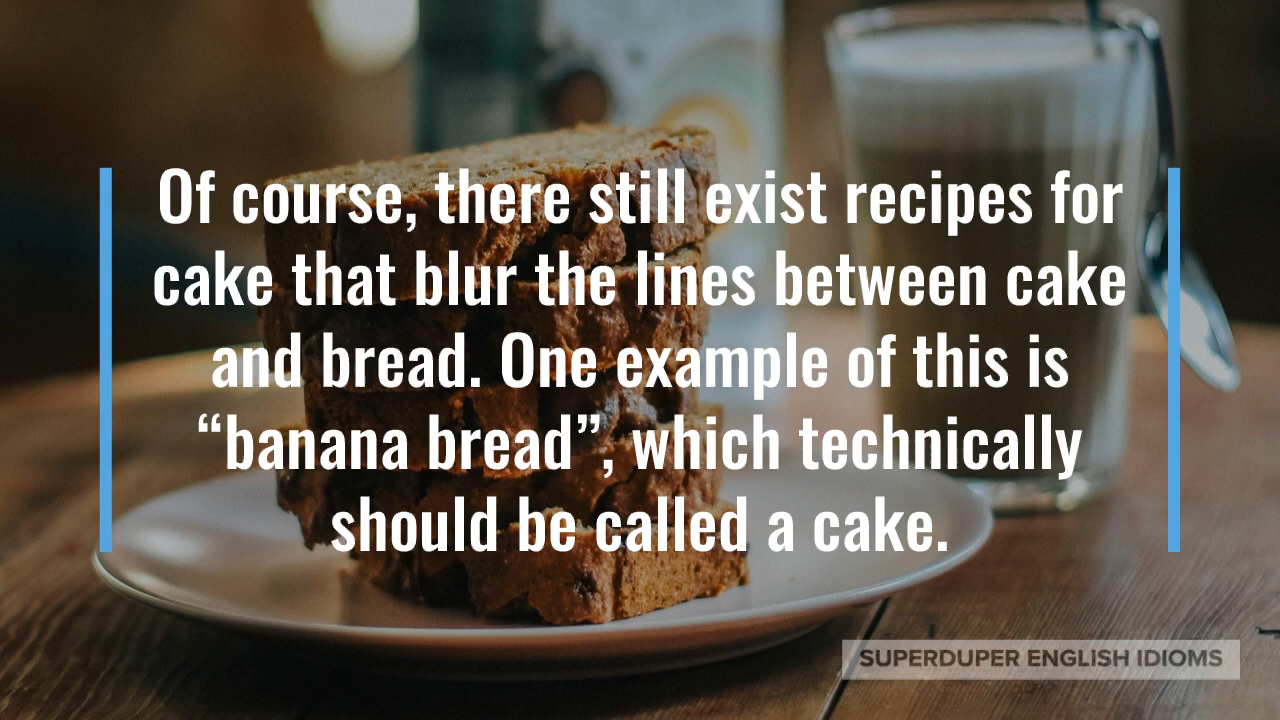 Of course, there still exist recipes for
cake that blur the lines between cake
and bread. One example of this is
“banana bread”, which technically
should be called a cake.
SUPERDUPER ENGLISH IDIOMS